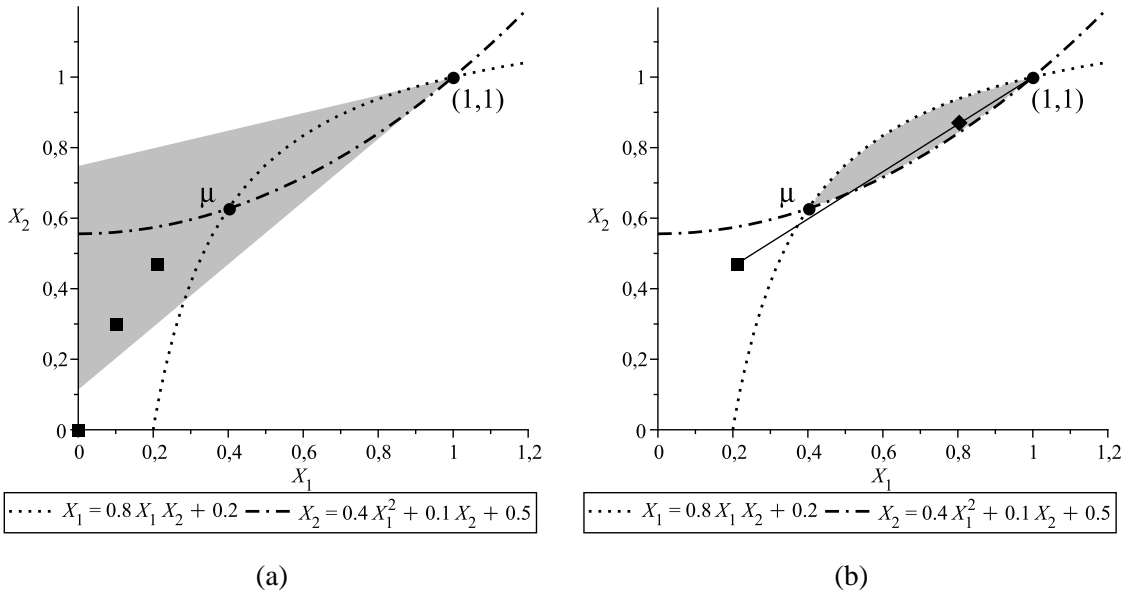 1
(1,1)
0,8
μ
0,6
X2
0,4
0,2
0
0 0,2 0,4 0,6 0,8 1 1,2
X1
X1 = 0.8 X1 X2 + 0.2 X2 = 0.4 X1^2 + 0.1 X2 + 0.5
(a)
1
(1,1)
0,8
μ
0,6
X2
0,4
0,2
0
0 0,2 0,4 0,6 0,8 1 1,2
X1
X1 = 0.8 X1 X2 + 0.2 X2 = 0.4 X1^2 + 0.1 X2 + 0.5
(b)